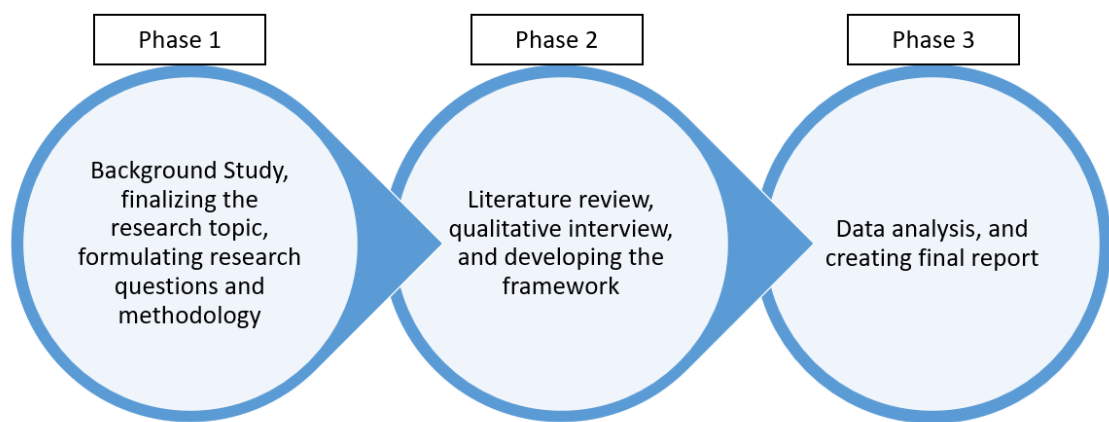 Phase 1
Background Study,
finalizing the
research topic,
formulating research
questions and
methodology
Phase 2
Literature review,
qualitative interview,
and developing the
framework
Phase 3
Data analysis, and
creating final report